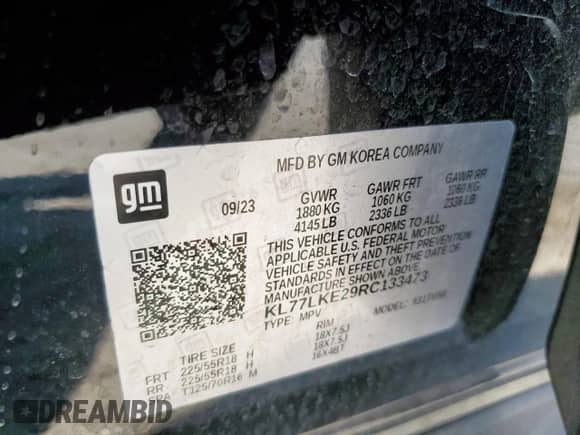 MFD BY GM KOREA COMPANY
gm
09/23
GVWR GAWR FRT GAWR RR
1880 KG 1060 KG 1060 KG
4145 LB 2336 LB 2336 LB
THIS VEHICLE CONFORMS TO ALL
APPLICABLE U.S. FEDERAL MOTOR
VEHICLE SAFETY AND THEFT PREVENTION
STANDARDS IN EFFECT ON THE DATE OF
MANUFACTURE SHOWN ABOVE.
KL77LKE29RC133473
TYPE: MPV MODEL:
TIRE SIZE RIM
FRT 225/55R18 H 18X7.5J
RR 225/55R18 H 18X7.5J
SPA T125/70R16 M 16X4BT
DREAMBID